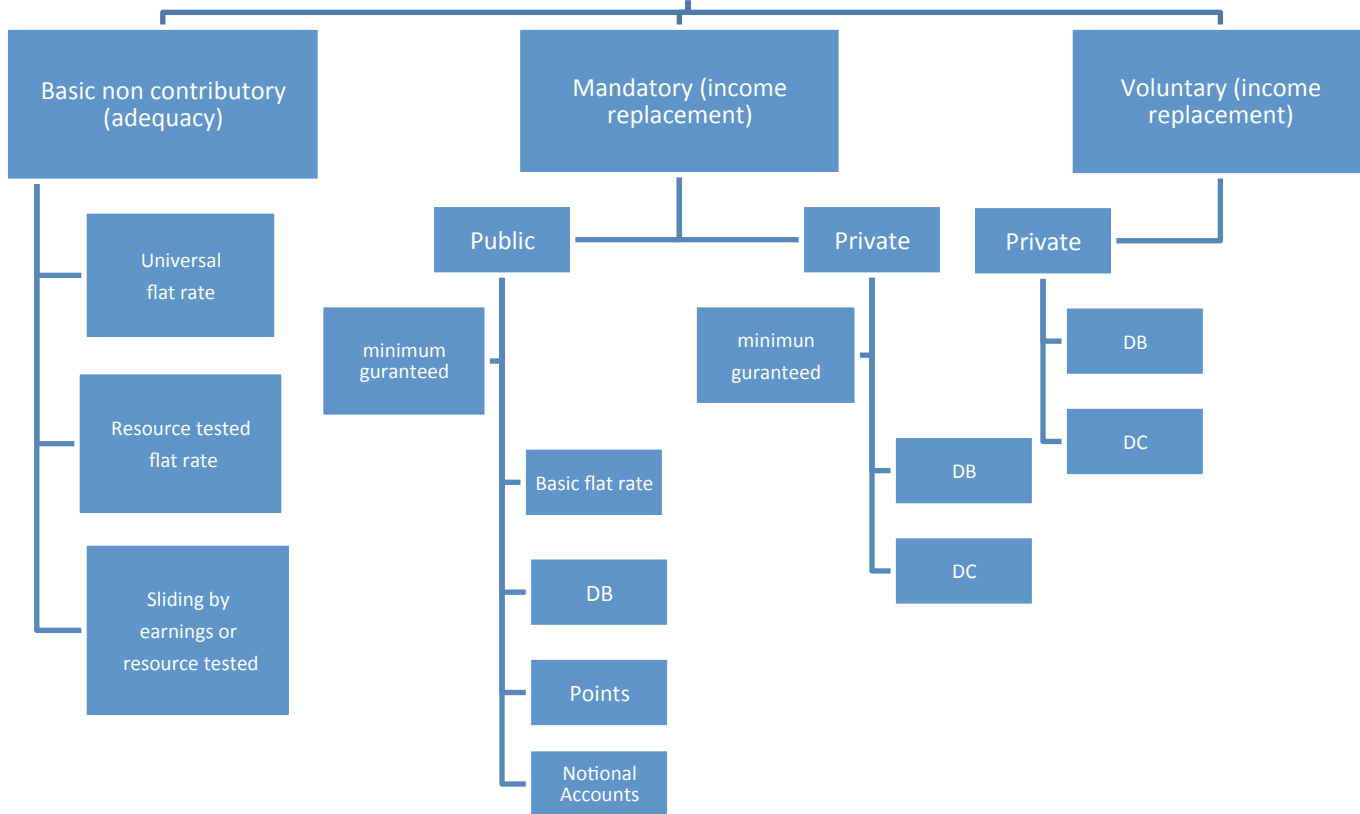 Basic non contributory
(adequacy)
Mandatory (income
replacement)
Voluntary (income
replacement)
Universal
flat rate
Resource tested
flat rate
Sliding by
earnings or
resource tested
Public
minimum
guranteed
Basic flat rate
DB
Points
Notional
Accounts
Private
minimun
guranteed
DB
DC
Private
DB
DC